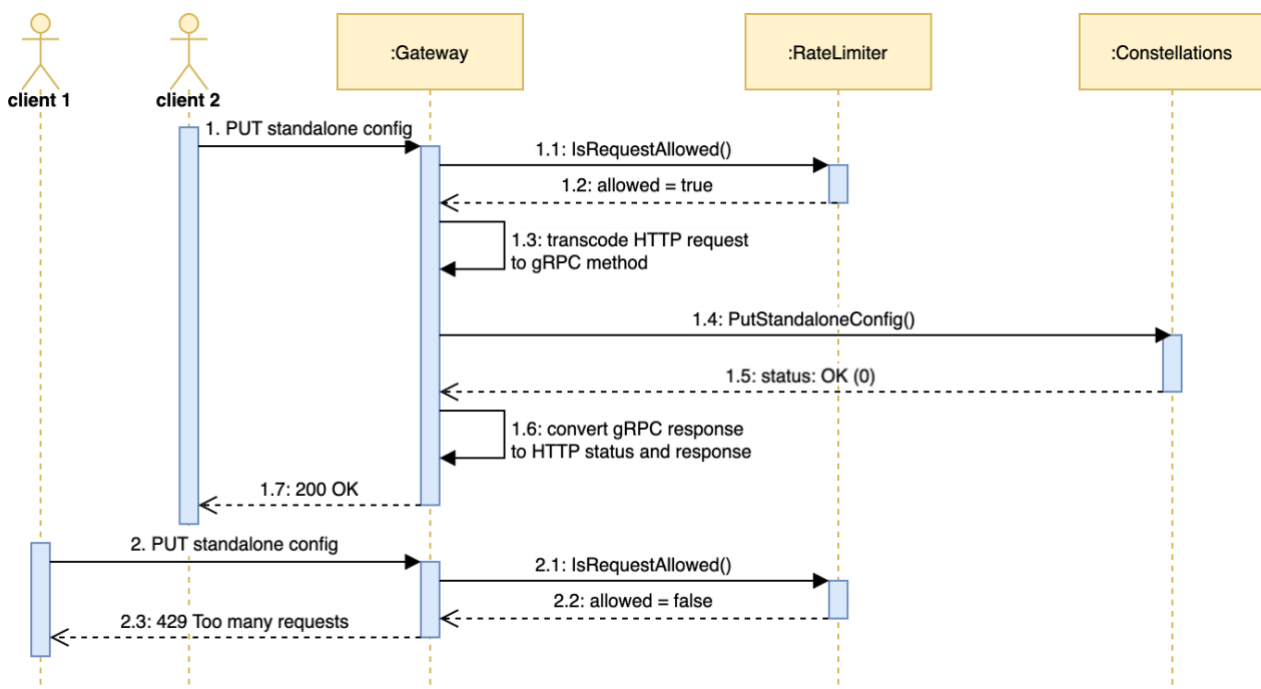 :Gateway
:RateLimiter
:Constellations
client 1
client 2
1. PUT standalone config
1.1: IsRequestAllowed()
1.2: allowed = true
1.3: transcode HTTP request
to gRPC method
1.4: PutStandaloneConfig()
1.5: status: OK (0)
1.6: convert gRPC response
to HTTP status and response
1.7: 200 OK
2. PUT standalone config
2.1: IsRequestAllowed()
2.2: allowed = false
2.3: 429 Too many requests